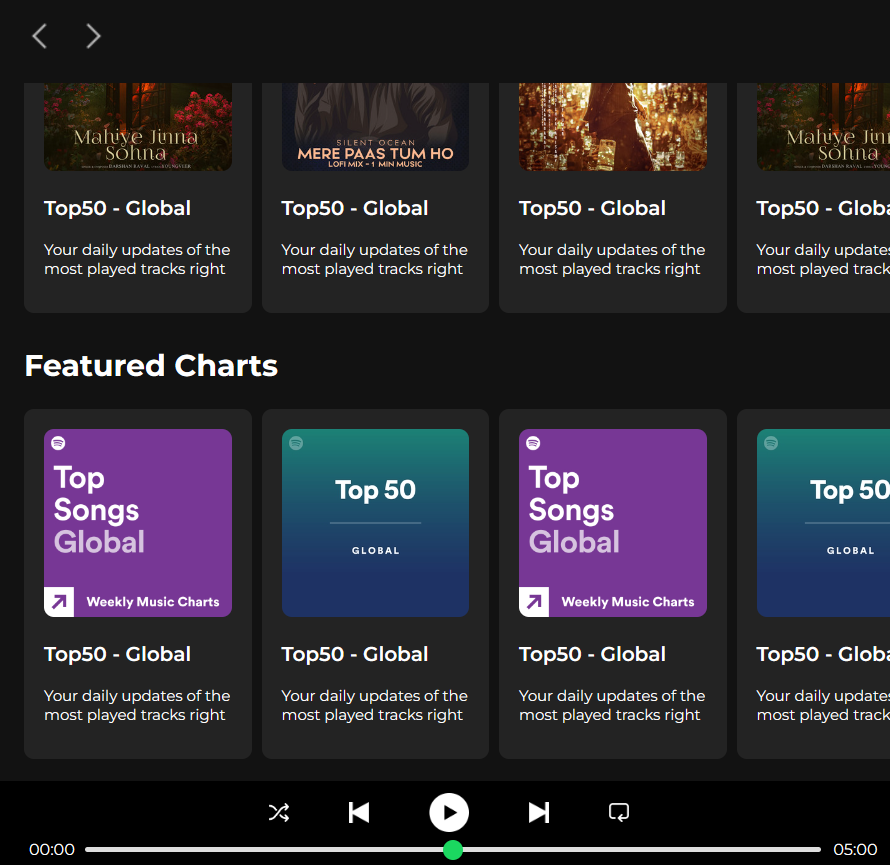 Mahiye Jinna
Sohna
SILENT OCEAN
MERE PAAS TUM HO
LOFI MIX - 1 MIN MUSIC
Mahiye Jinn
Sohna
Top50 - Global
Top50 - Global
Top50 - Global
Top50 - Globa
Your daily updates of the
most played tracks right
Your daily updates of the
most played tracks right
Your daily updates of the
most played tracks right
Your daily updates
most played track
Featured Charts
Top
Songs
Global
Weekly Music Charts
Top 50
GLOBAL
Top
Songs
Global
Weekly Music Charts
Top 50
GLOBAL
Top50 - Global
Top50 - Global
Top50 - Global
Top50 - Globa
Your daily updates of the
most played tracks right
Your daily updates of the
most played tracks right
Your daily updates of the
most played tracks right
Your daily updates
most played track
00:00
05:00